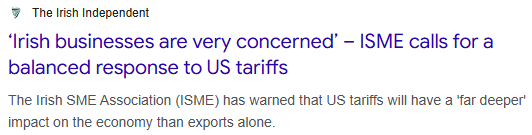 The Irish Independent
‘Irish businesses are very concerned’ – ISME calls for a
balanced response to US tariffs
The Irish SME Association (ISME) has warned that US tariffs will have a 'far deeper'
impact on the economy than exports alone.